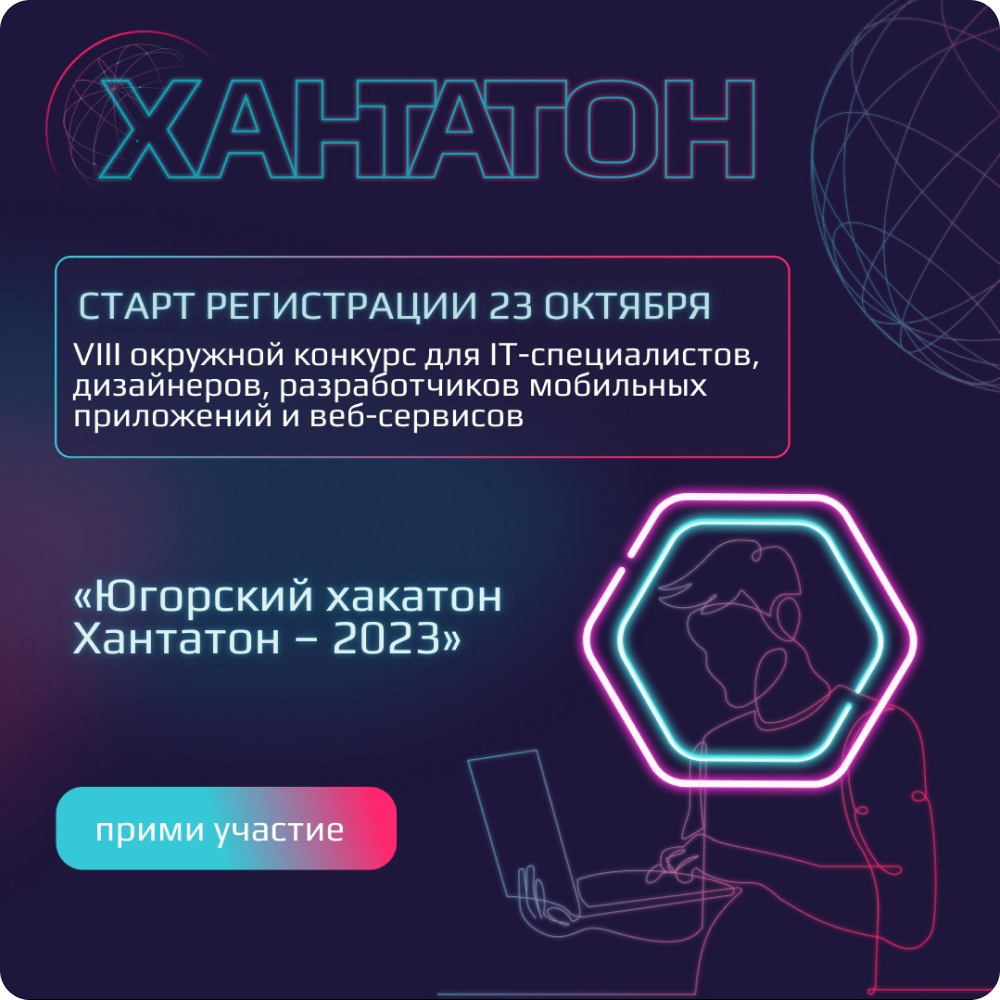 ХАНТАТОН
СТАРТ РЕГИСТРАЦИИ 23 ОКТЯБРЯ
VIII окружной конкурс для IT-специалистов,
дизайнеров, разработчиков мобильных
приложений и веб-сервисов
«Югорский хакатон
Хантатон – 2023»
прими участие